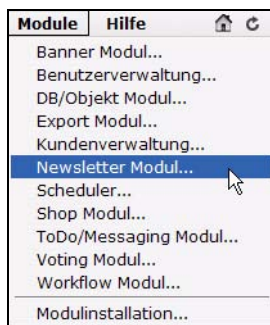 Module Hilfe
Banner Modul...
Benutzerverwaltung...
DB/Objekt Modul...
Export Modul...
Kundenverwaltung...
Newsletter Modul...
Scheduler...
Shop Modul...
ToDo/Messaging Modul...
Voting Modul...
Workflow Modul...
Modulinstallation...